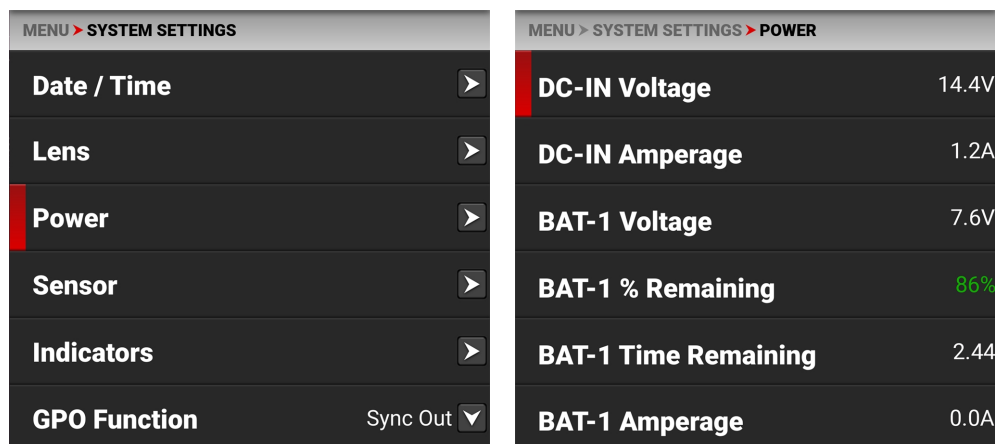 MENU SYSTEM SETTINGS
Date / Time
Lens
Power
Sensor
Indicators
GPO Function Sync Out
MENU SYSTEM SETTINGS POWER
DC-IN Voltage 14.4V
DC-IN Amperage 1.2A
BAT-1 Voltage 7.6V
BAT-1 % Remaining 86%
BAT-1 Time Remaining 2.44
BAT-1 Amperage 0.0A